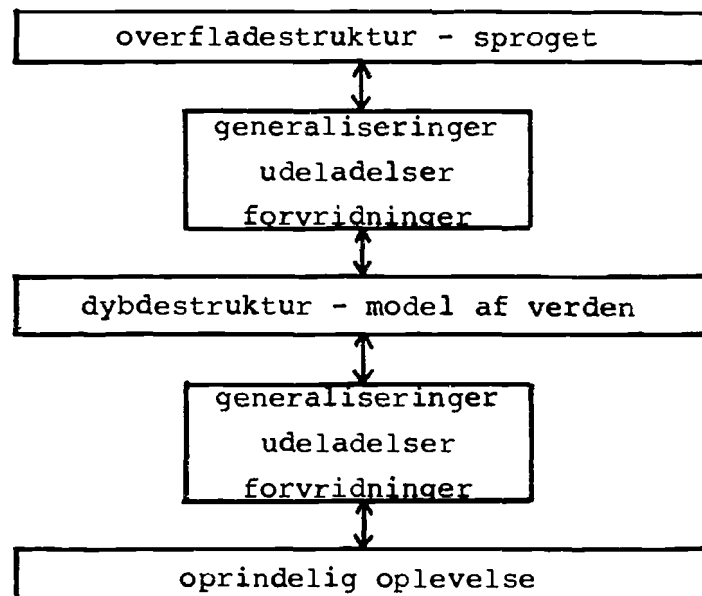 overfladestruktur - sproget
generaliseringer
udeladelser
forvridninger
dybdestruktur - model af verden
generaliseringer
udeladelser
forvridninger
oprindelig oplevelse